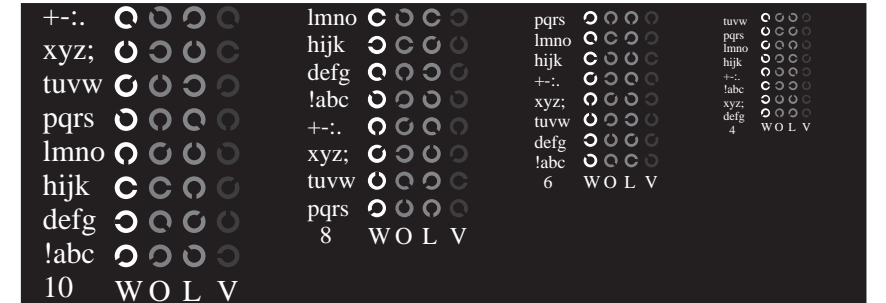 +-:.
xyz;
tuvw
pqrs
lmno
hijk
defg
!abc
10 W O L V
lmno
hijk
defg
!abc
+-:.
xyz;
tuvw
pqrs
8 W O L V
pqrs
lmno
hijk
+-:.
xyz;
tuvw
defg
!abc
6 W O L V
tuvw
pqrs
lmno
hijk
+-:.
!abc
xyz;
defg
4 W O L V